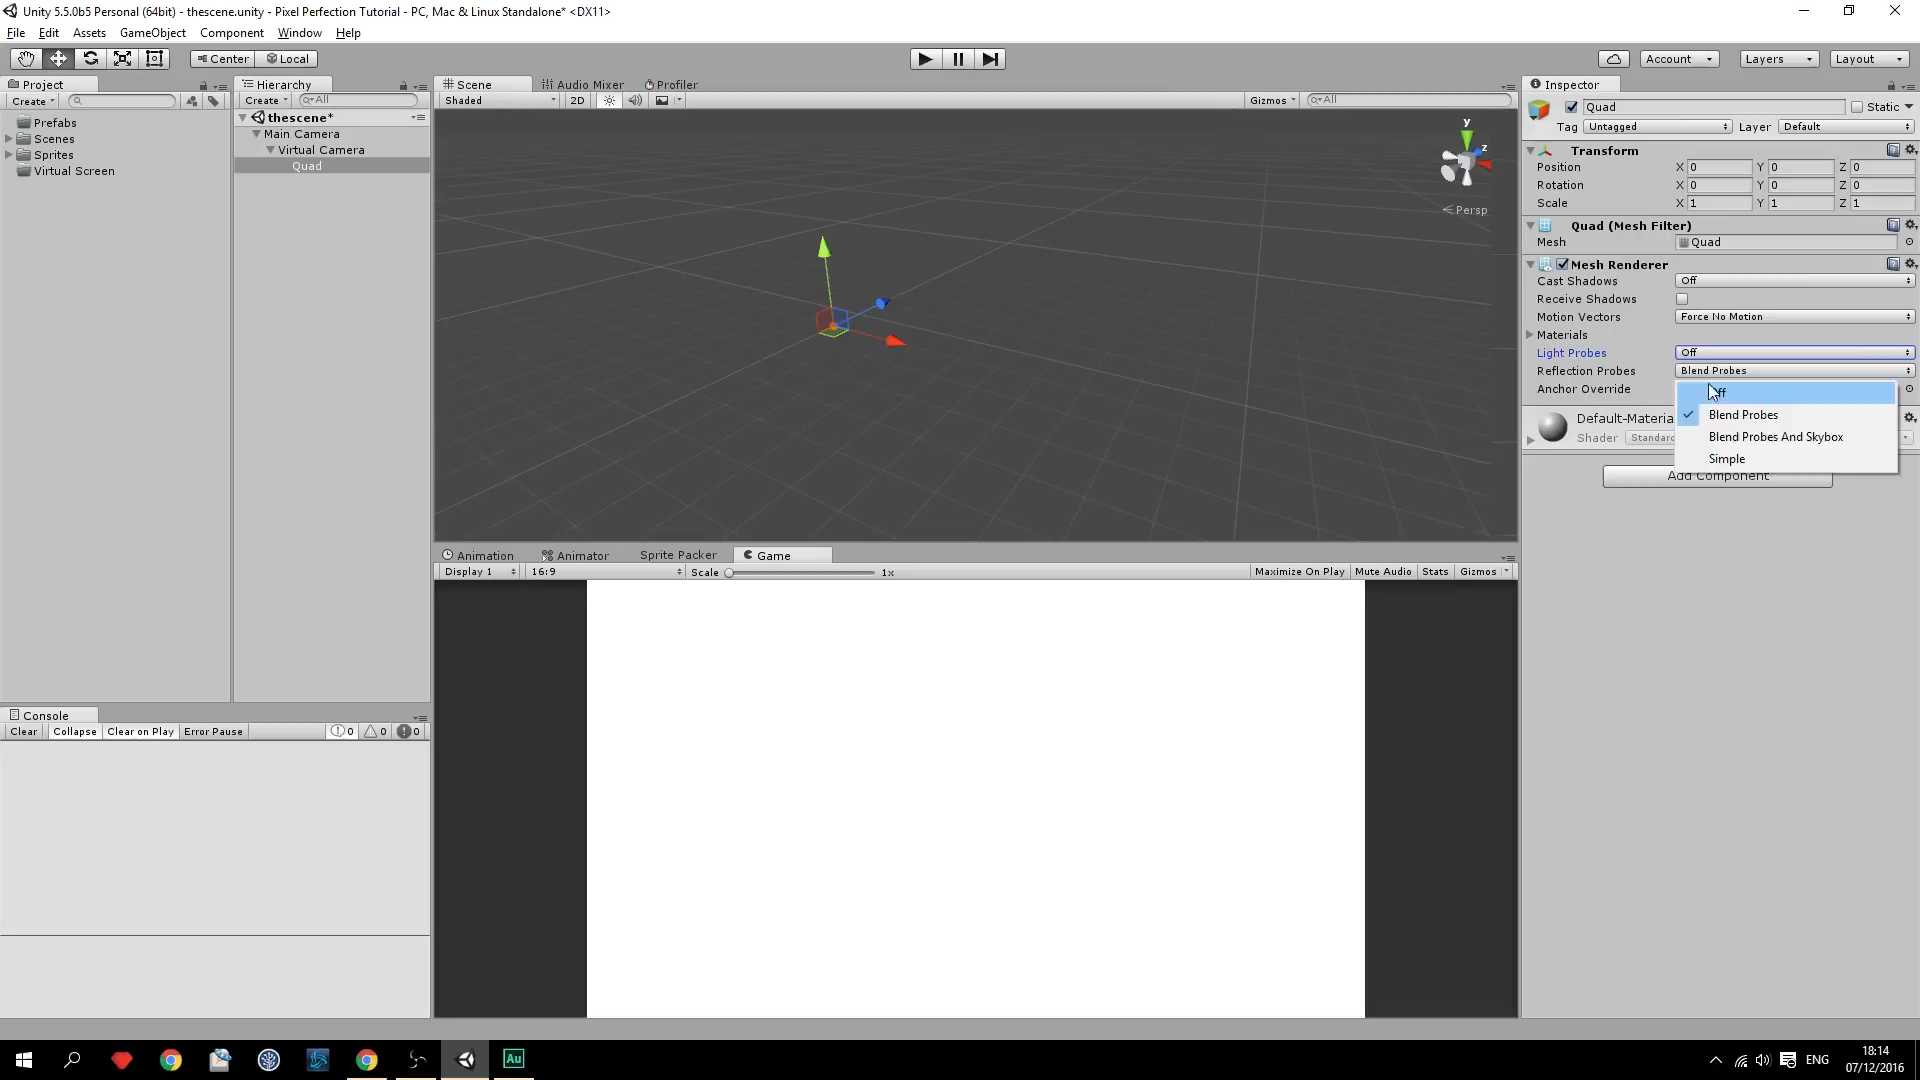 Unity 5.5.0b5 Personal (64bit) - thescene.unity - Pixel Perfection Tutorial - PC, Mac & Linux Standalone* <DX11>
File Edit Assets GameObject Component Window Help
Center Local Account Layers Layout
Project
Create
Prefabs
Scenes
Sprites
Virtual Screen
Hierarchy
Create All
thescene*
Main Camera
Virtual Camera
Quad
Scene Audio Mixer Profiler
Shaded 2D Gizmos All
y
z
Persp
Animation Animator Sprite Packer Game
Display 1 16:9 Scale 1x Maximize On Play Mute Audio Stats Gizmos
Inspector
Quad Static
Tag Untagged Layer Default
Transform
Position X 0 Y 0 Z 0
Rotation X 0 Y 0 Z 0
Scale X 1 Y 1 Z 1
Quad (Mesh Filter)
Mesh Quad
Mesh Renderer
Cast Shadows Off
Receive Shadows
Motion Vectors Force No Motion
Materials
Light Probes Off
Reflection Probes Blend Probes
Anchor Override
Off
Blend Probes
Blend Probes And Skybox
Simple
Default-Materia
Shader Standard
Add Component
Console
Clear Collapse Clear on Play Error Pause 0 0 0
Au
ENG
18:14
07/12/2016